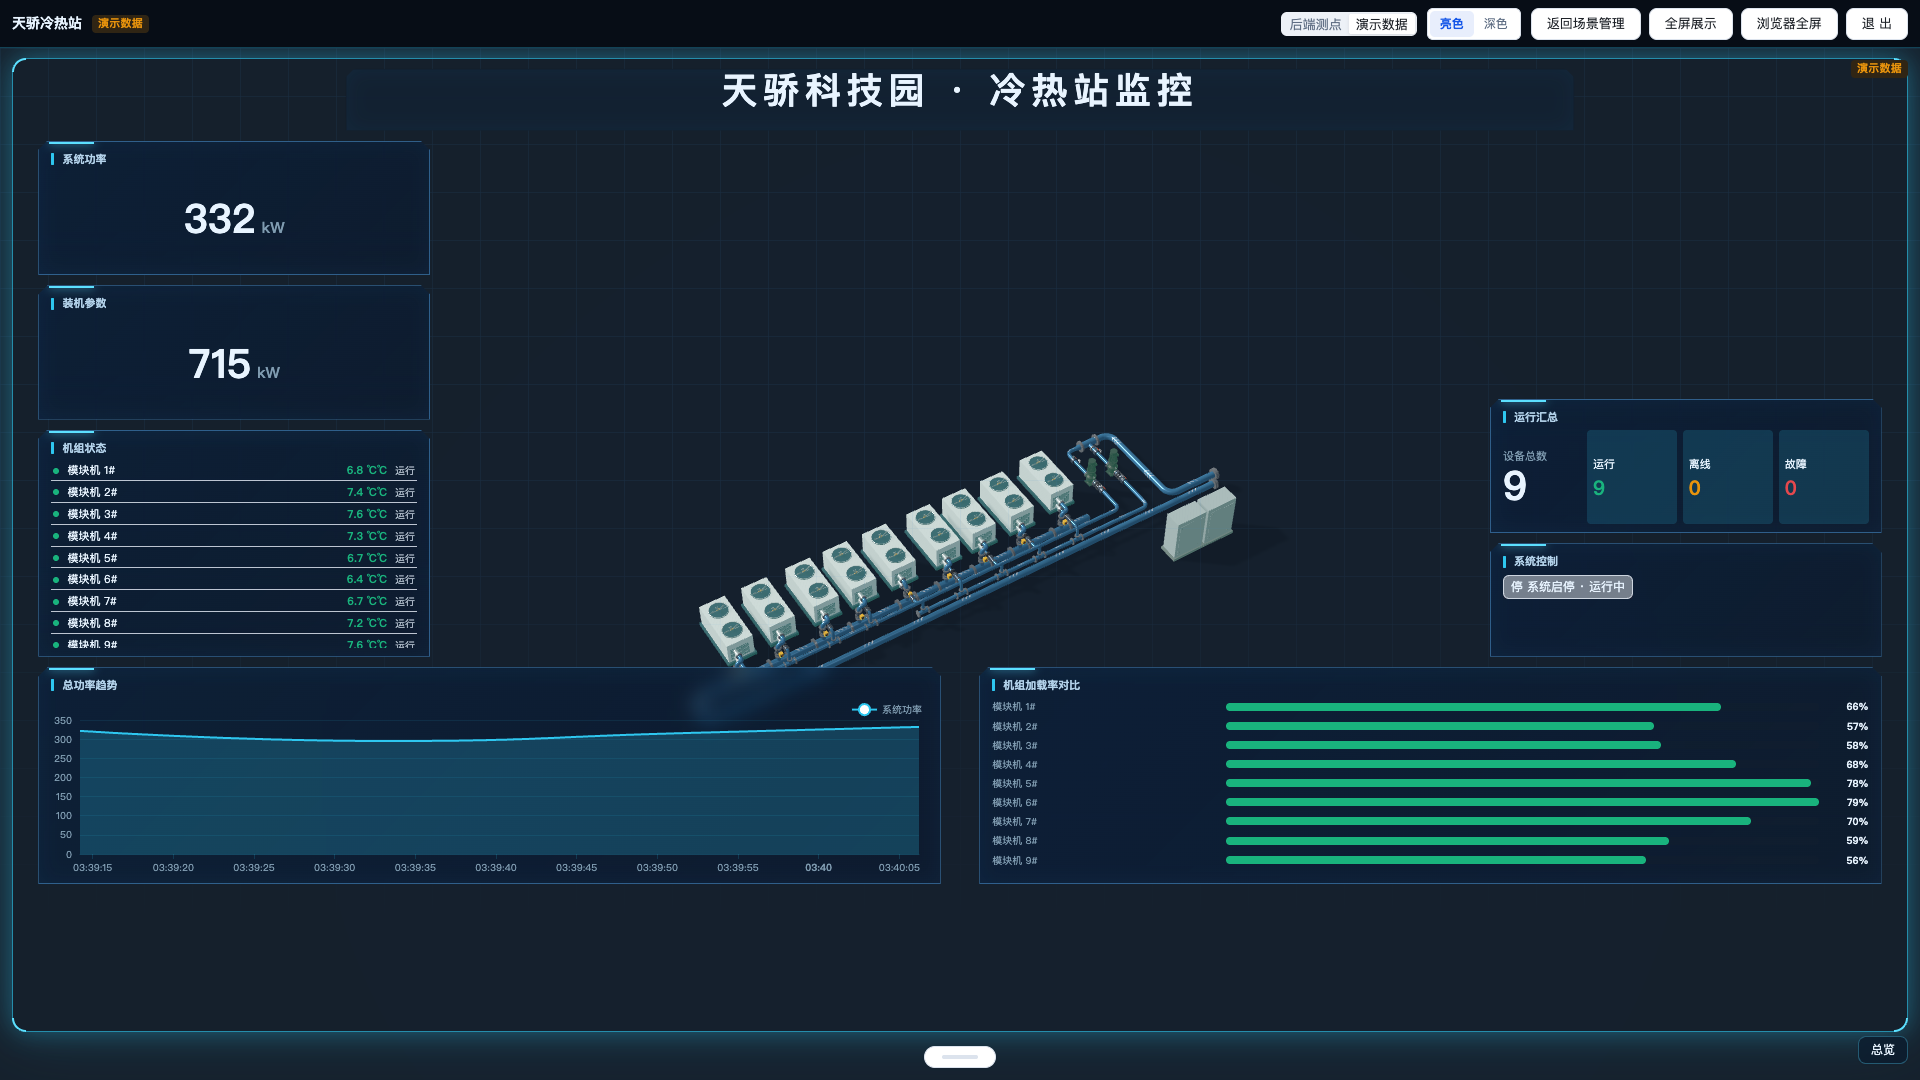 天骄冷热站 演示数据 后端测点 演示数据 亮色 深色 返回场景管理 全屏展示 浏览器全屏 退 出
演示数据
天骄科技园 · 冷热站监控
系统功率
332 kW
装机参数
715 kW
机组状态
模块机 1# 6.8 ℃℃ 运行
模块机 2# 7.4 ℃℃ 运行
模块机 3# 7.6 ℃℃ 运行
模块机 4# 7.3 ℃℃ 运行
模块机 5# 6.7 ℃℃ 运行
模块机 6# 6.4 ℃℃ 运行
模块机 7# 6.7 ℃℃ 运行
模块机 8# 7.2 ℃℃ 运行
模块机 9# 7.6 ℃℃ 运行
运行汇总
设备总数
9
运行
9
离线
0
故障
0
系统控制
停 系统启停 · 运行中
总功率趋势
系统功率
350
300
250
200
150
100
50
0
03:39:15 03:39:20 03:39:25 03:39:30 03:39:35 03:39:40 03:39:45 03:39:50 03:39:55 03:40 03:40:05
机组加载率对比
模块机 1# 66%
模块机 2# 57%
模块机 3# 58%
模块机 4# 68%
模块机 5# 78%
模块机 6# 79%
模块机 7# 70%
模块机 8# 59%
模块机 9# 56%
总览